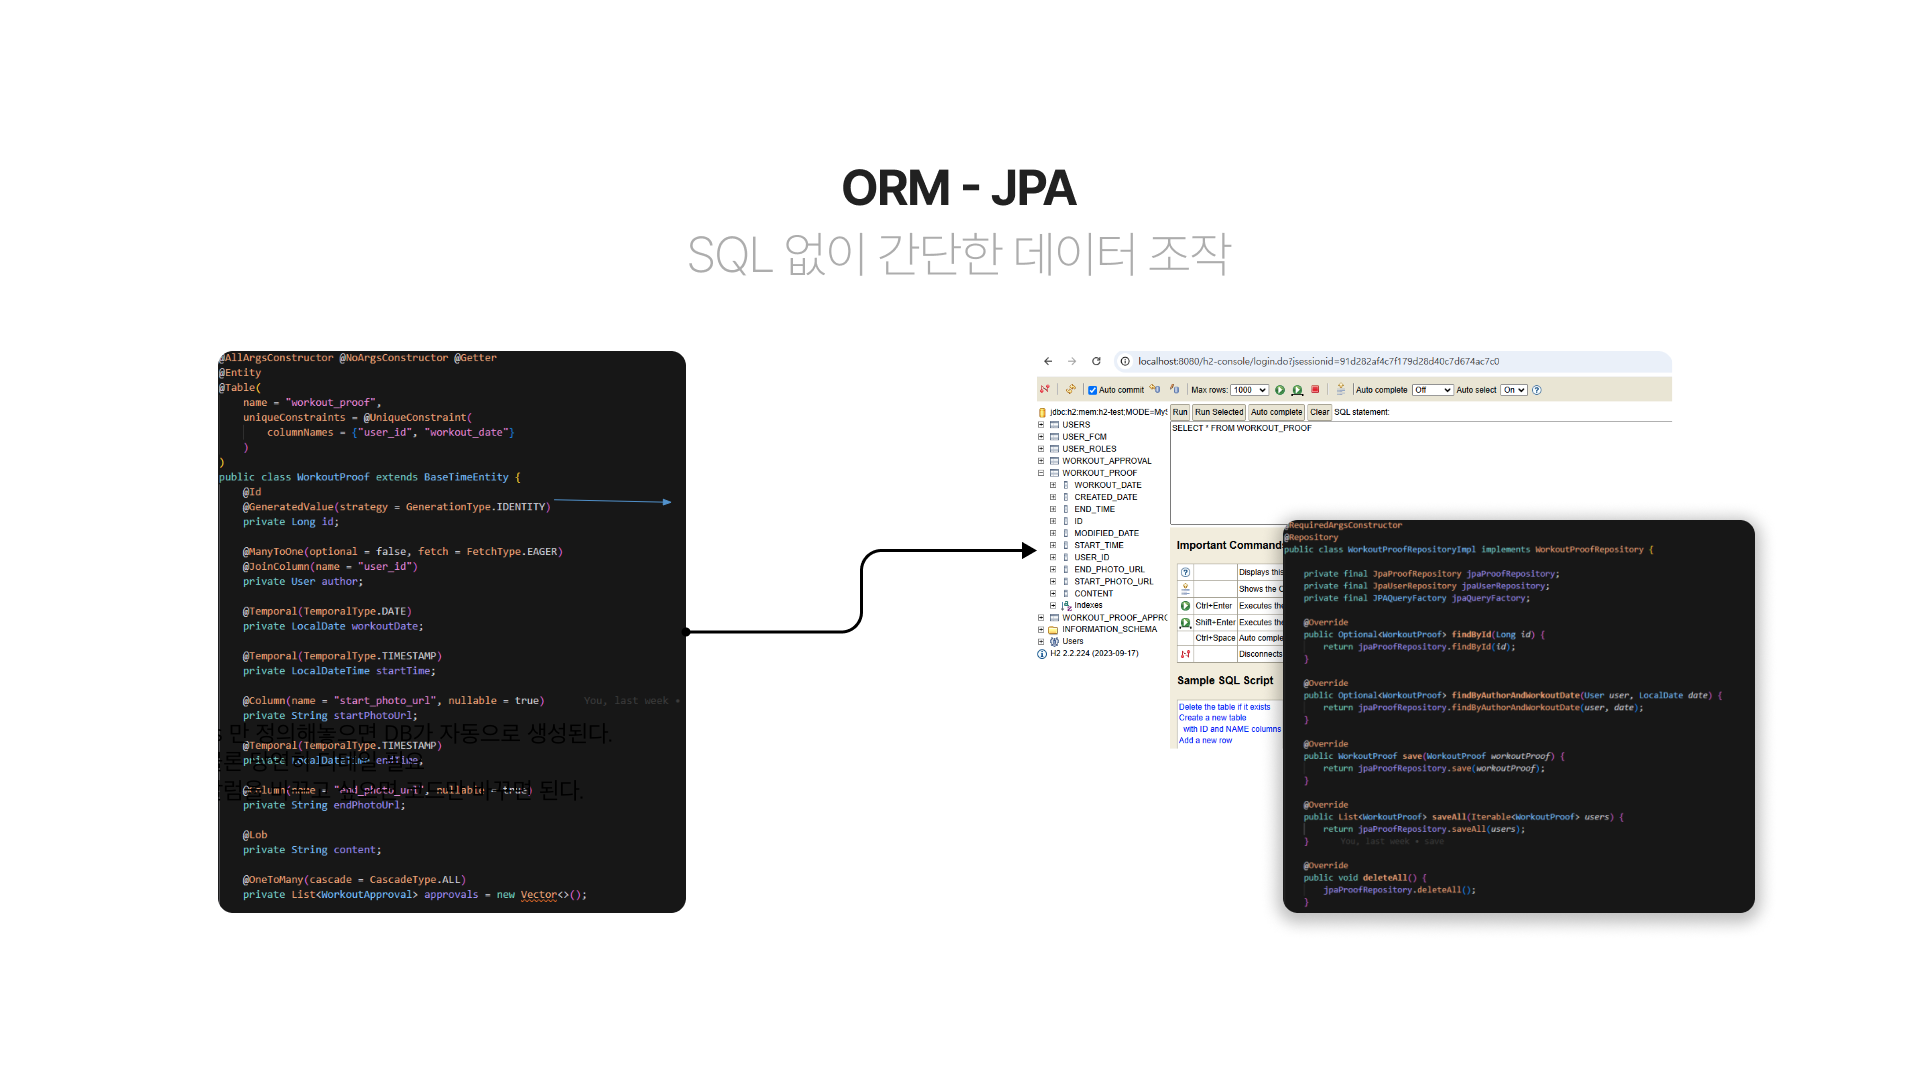 ORM - JPA
SQL 없이 간단한 데이터 조작
@AllArgsConstructor @NoArgsConstructor @Getter
@Entity
@Table(
name = "workout_proof",
uniqueConstraints = @UniqueConstraint(
columnNames = {"user_id", "workout_date"}
)
)
public class WorkoutProof extends BaseTimeEntity {
@Id
@GeneratedValue(strategy = GenerationType.IDENTITY)
private Long id;
@ManyToOne(optional = false, fetch = FetchType.EAGER)
@JoinColumn(name = "user_id")
private User author;
@Temporal(TemporalType.DATE)
private LocalDate workoutDate;
@Temporal(TemporalType.TIMESTAMP)
private LocalDateTime startTime;
@Column(name = "start_photo_url", nullable = true) You, last week •
private String startPhotoUrl;
만 정의해놓으면 DB가 자동으로 생성된다.
@Temporal(TemporalType.TIMESTAMP)
private LocalDateTime endTime;
@Column(name = "end_photo_url", nullable = true)
바꾸면 된다.
private String endPhotoUrl;
@Lob
private String content;
@OneToMany(cascade = CascadeType.ALL)
private List<WorkoutApproval> approvals = new Vector<>();
localhost:8080/h2-console/login.do?jsessionid=91d282af4c7f179d28d40c7d674ac7c0
Auto commit Max rows: 1000 Auto complete Off Auto select On
jdbc:h2:mem:h2-test;MODE=MyS
USERS
USER_FCM
USER_ROLES
WORKOUT_APPROVAL
WORKOUT_PROOF
WORKOUT_DATE
CREATED_DATE
END_TIME
ID
MODIFIED_DATE
START_TIME
USER_ID
END_PHOTO_URL
START_PHOTO_URL
CONTENT
Indexes
WORKOUT_PROOF_APPRO
INFORMATION_SCHEMA
Users
H2 2.2.224 (2023-09-17)
Run Run Selected Auto complete Clear SQL statement:
SELECT * FROM WORKOUT_PROOF
Important Command
Displays this
Shows the C
Ctrl+Enter Executes the
Shift+Enter Executes the
Ctrl+Space Auto comple
Disconnects
Sample SQL Script
Delete the table if it exists
Create a new table
with ID and NAME columns
Add a new row
@RequiredArgsConstructor
@Repository
public class WorkoutProofRepositoryImpl implements WorkoutProofRepository {
private final JpaProofRepository jpaProofRepository;
private final JpaUserRepository jpaUserRepository;
private final JPAQueryFactory jpaQueryFactory;
@Override
public Optional<WorkoutProof> findById(Long id) {
return jpaProofRepository.findById(id);
}
@Override
public Optional<WorkoutProof> findByAuthorAndWorkoutDate(User user, LocalDate date) {
return jpaProofRepository.findByAuthorAndWorkoutDate(user, date);
}
@Override
public WorkoutProof save(WorkoutProof workoutProof) {
return jpaProofRepository.save(workoutProof);
}
@Override
public List<WorkoutProof> saveAll(Iterable<WorkoutProof> users) {
return jpaProofRepository.saveAll(users);
} You, last week • save
@Override
public void deleteAll() {
jpaProofRepository.deleteAll();
}